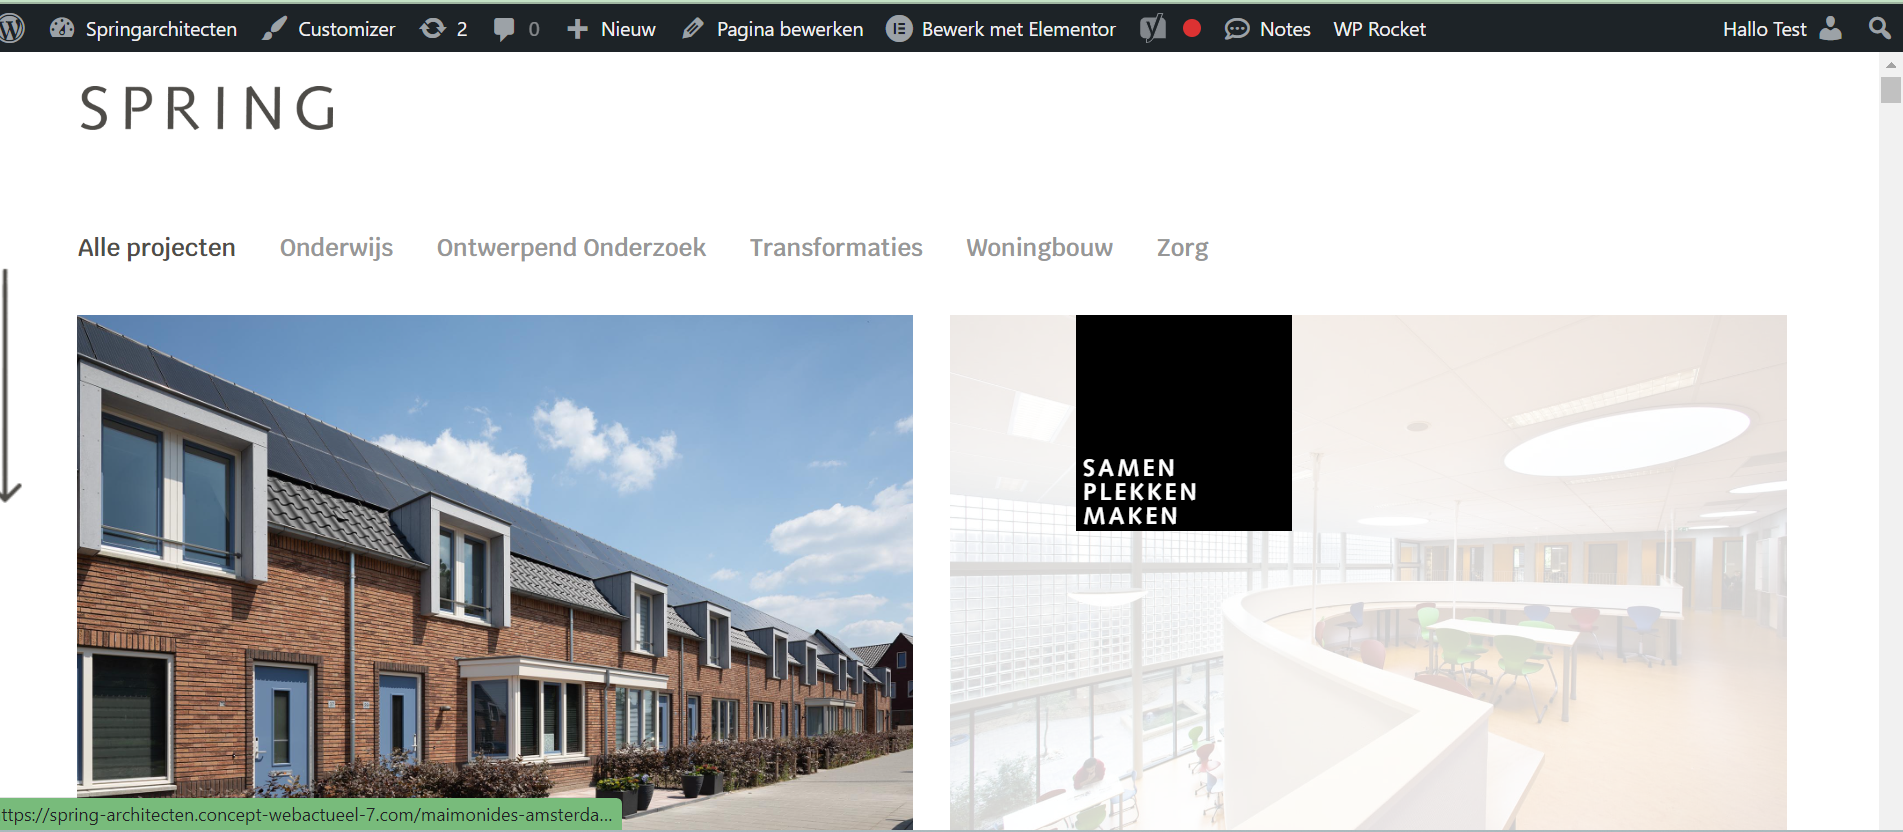 Springarchitecten Customizer 2 0 Nieuw Pagina bewerken Bewerk met Elementor Notes WP Rocket Hallo Test
SPRING
Alle projecten Onderwijs Ontwerpend Onderzoek Transformaties Woningbouw Zorg
SAMEN
PLEKKEN
MAKEN
ttps://spring-architecten.concept-webactueel-7.com/maimonides-amsterda...